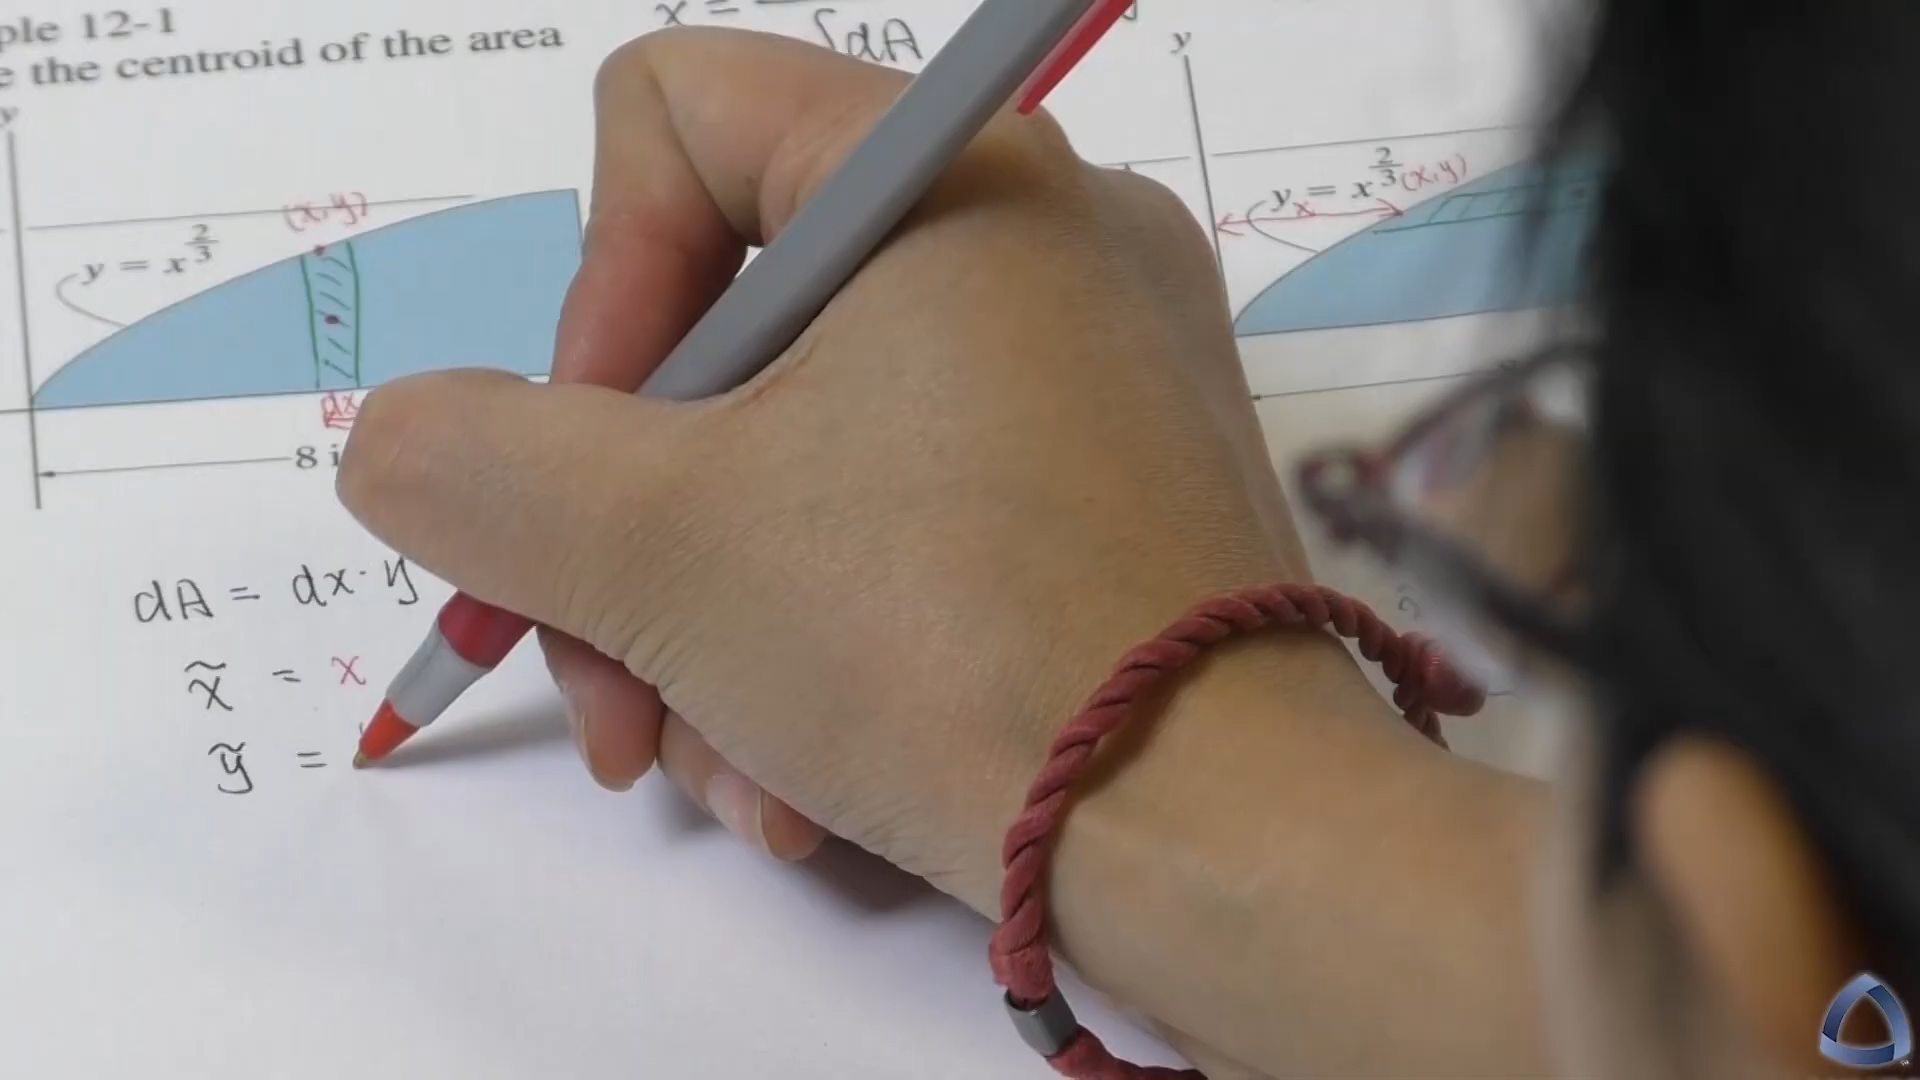 ple 12-1
e the centroid of the area
x =
∫dA
y
y
(x,y)
y = x^{2/3}
y = x^{2/3}
(x,y)
x
dx
8 i
dA = dx · y
x̃ = x
ỹ =